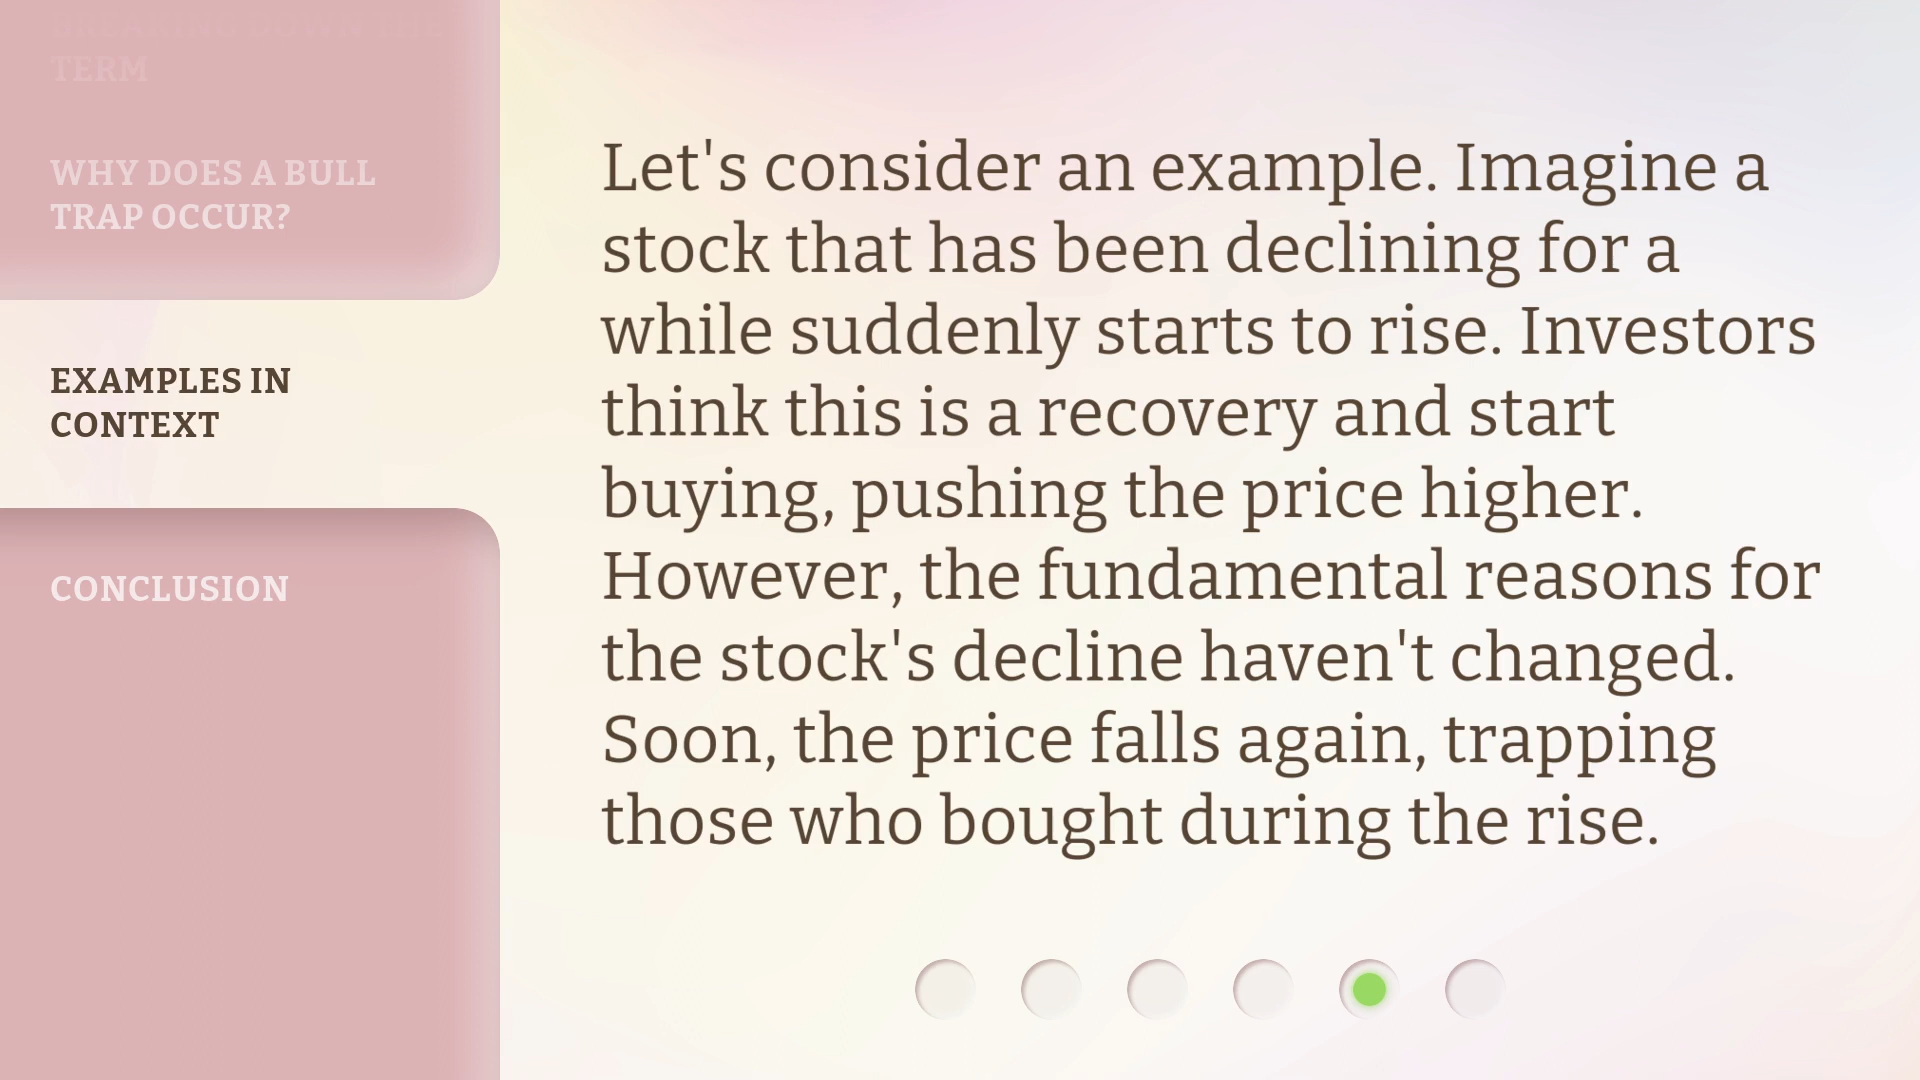 BREAKING DOWN THE
TERM
WHY DOES A BULL
TRAP OCCUR?
EXAMPLES IN
CONTEXT
CONCLUSION
Let's consider an example. Imagine a
stock that has been declining for a
while suddenly starts to rise. Investors
think this is a recovery and start
buying, pushing the price higher.
However, the fundamental reasons for
the stock's decline haven't changed.
Soon, the price falls again, trapping
those who bought during the rise.